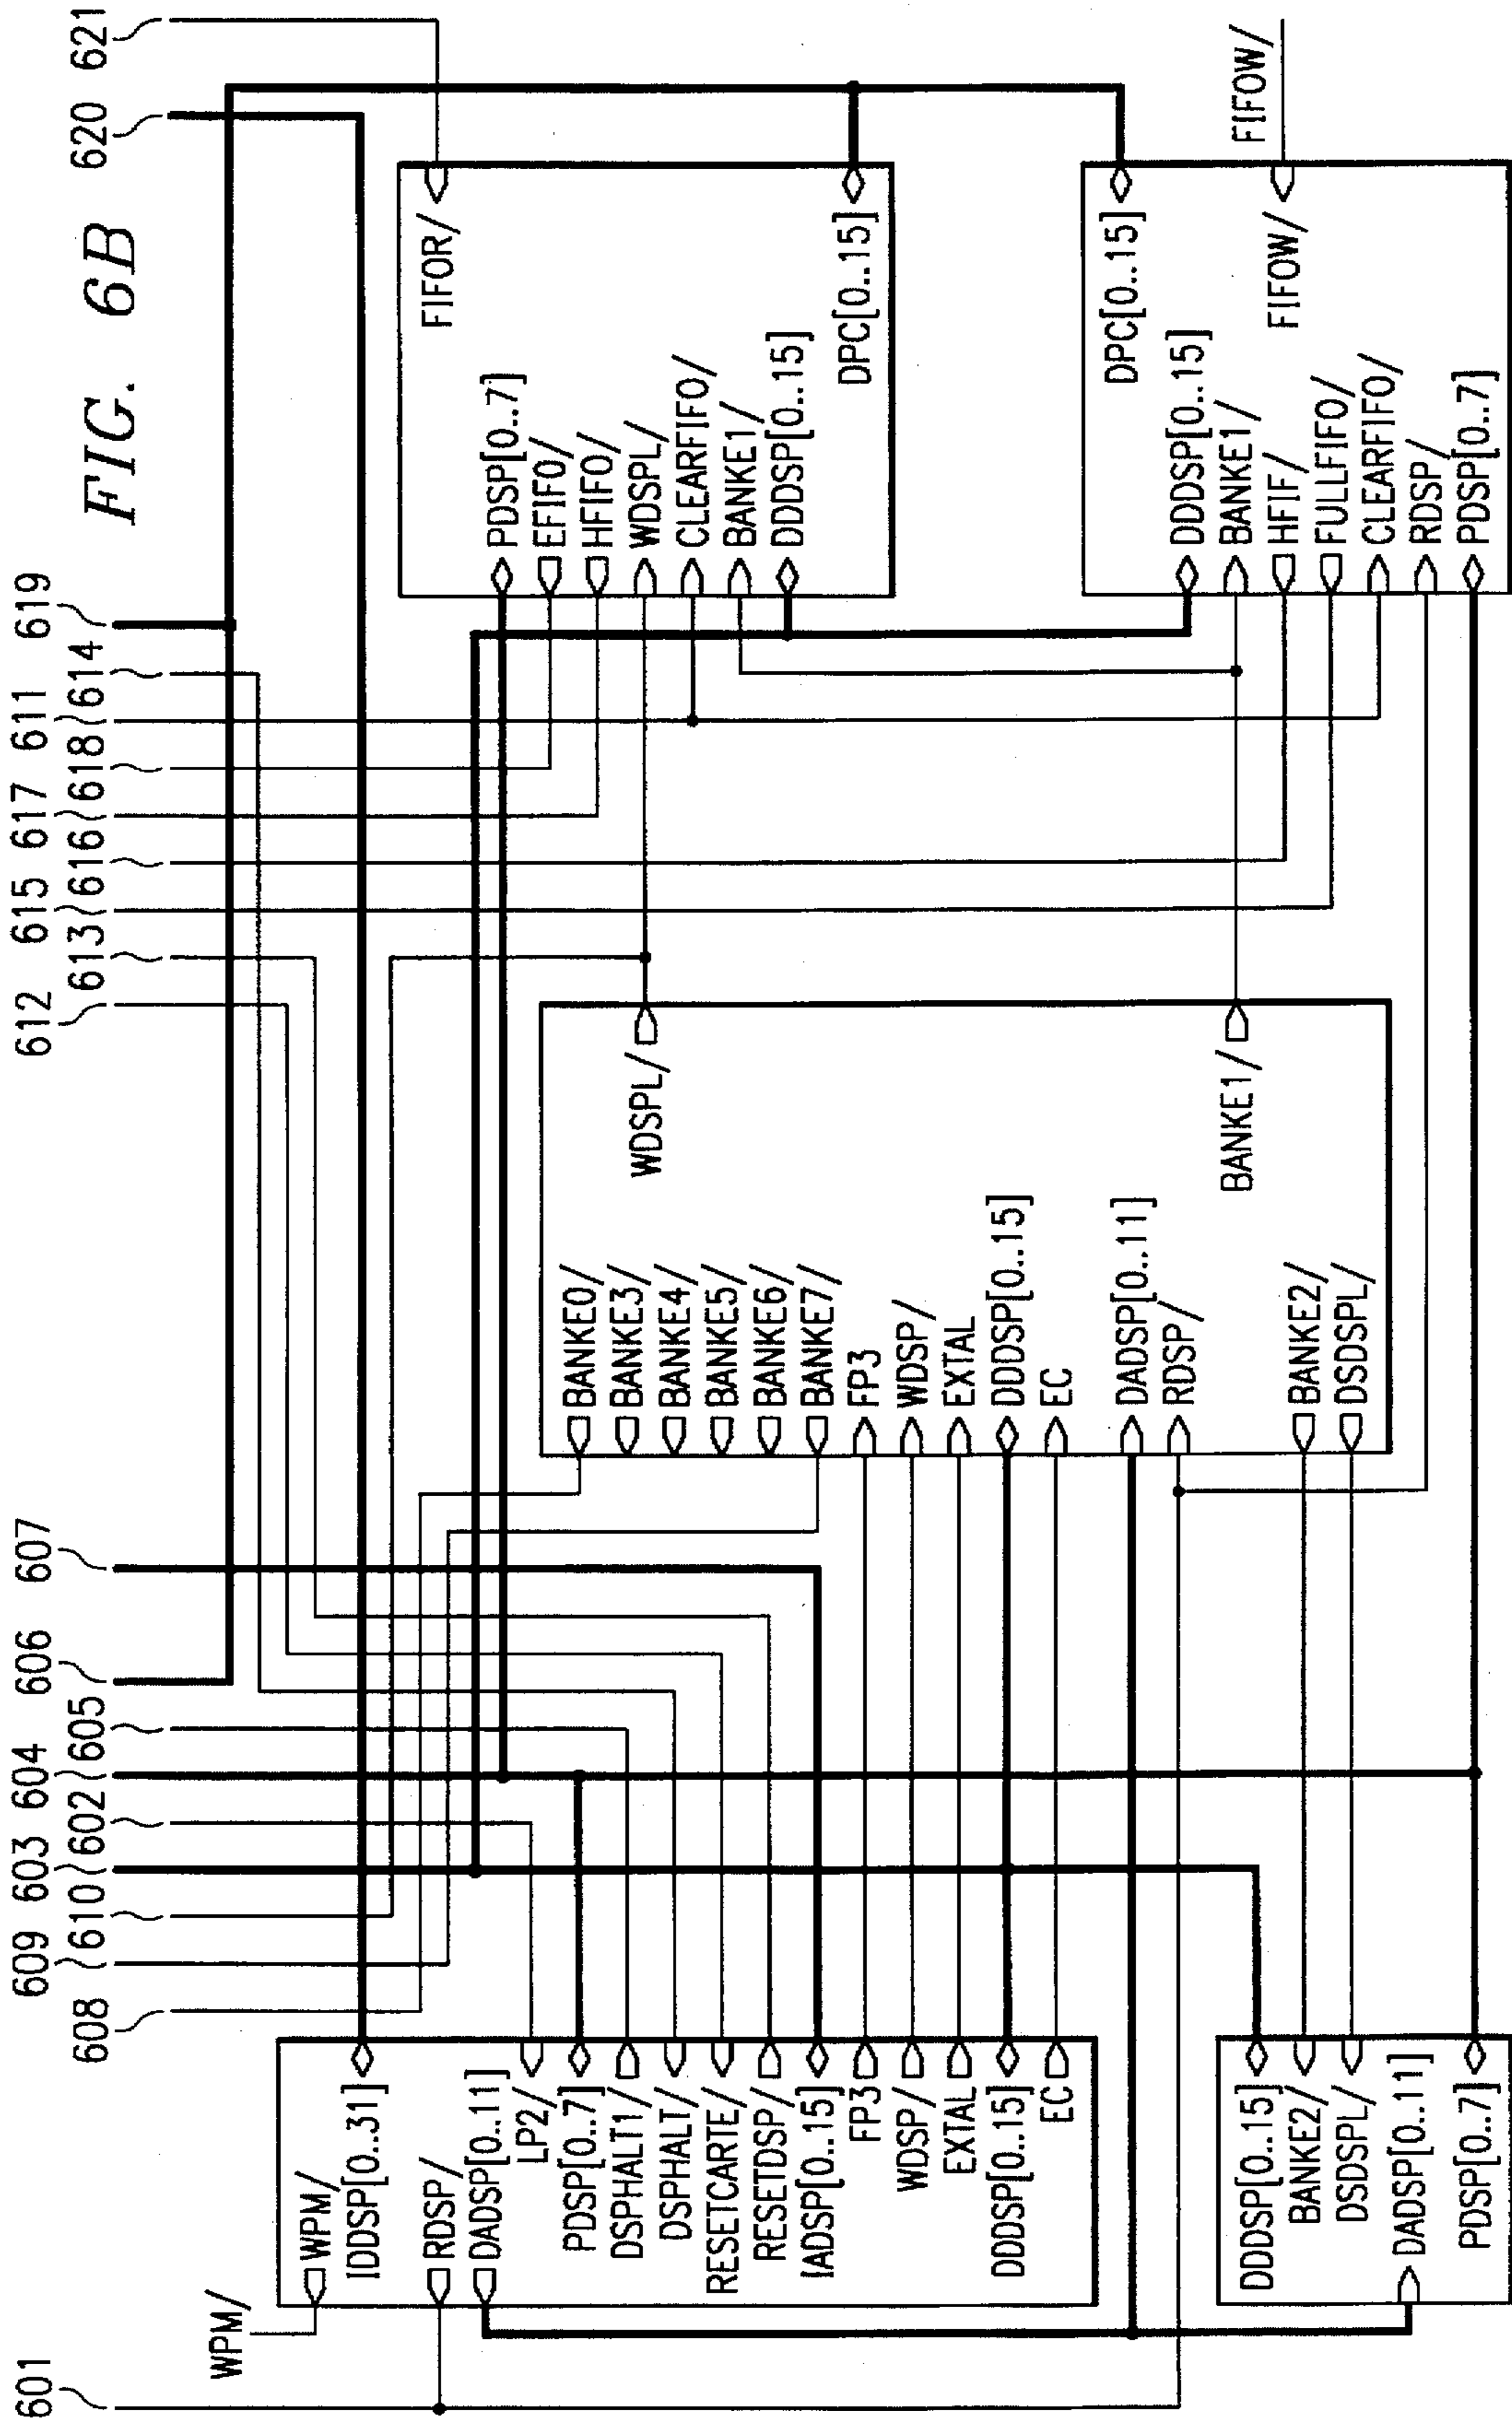 FIG. 6B
601
609
603
604
608
610
602
605
606
607
612
615
617
611
613
616
618
614
619
620
621
WPM/
WPM/
IDDSP[0..31]
RDSP/
DADSP[0..11]
LP2/
PDSP[0..7]
DSPHALT1/
DSPHALT/
RESETCARTE/
RESETDSP/
IADSP[0..15]
FP3
WDSP/
EXTAL
DDDSP[0..15]
EC
DDDSP[0..15]
BANKE2/
DSDSPL/
DADSP[0..11]
PDSP[0..7]
BANKE0/
BANKE3/
BANKE4/
BANKE5/
BANKE6/
BANKE7/
FP3
WDSP/
EXTAL
DDDSP[0..15]
EC
DADSP[0..11]
RDSP/
BANKE2/
DSDSPL/
WDSPL/
BANKE1/
PDSP[0..7]
EFIFO/
HFIFO/
WDSPL/
CLEARFIFO/
BANKE1/
DDDSP[0..15]
FIFOR/
DPC[0..15]
DDDSP[0..15]
BANKE1/
HFIF/
FULLFIFO/
CLEARFIFO/
RDSP/
PDSP[0..7]
DPC[0..15]
FIFOW/
FIFOW/